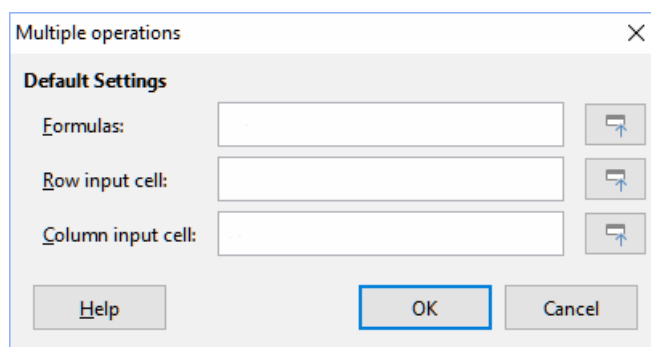 Multiple operations
Default Settings
Formulas:
Row input cell:
Column input cell:
Help OK Cancel